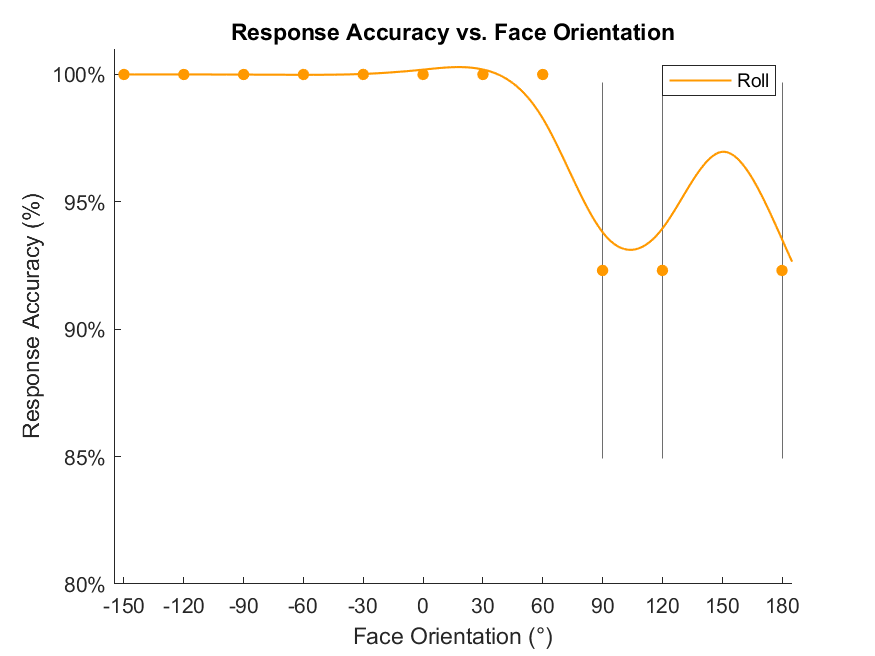 Response Accuracy vs. Face Orientation
Roll
Response Accuracy (%)
100%
95%
90%
85%
80%
-150 -120 -90 -60 -30 0 30 60 90 120 150 180
Face Orientation (°)